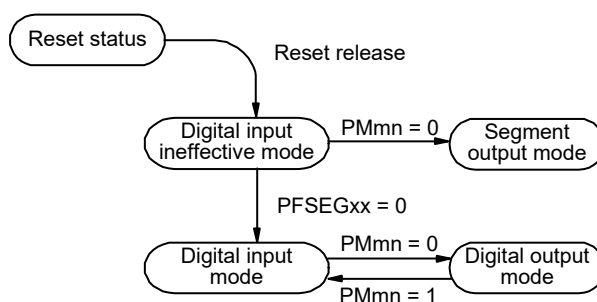 Reset status
Reset release
Digital input
ineffective mode
PMmn = 0
Segment
output mode
PFSEGxx = 0
Digital input
mode
PMmn = 0
PMmn = 1
Digital output
mode